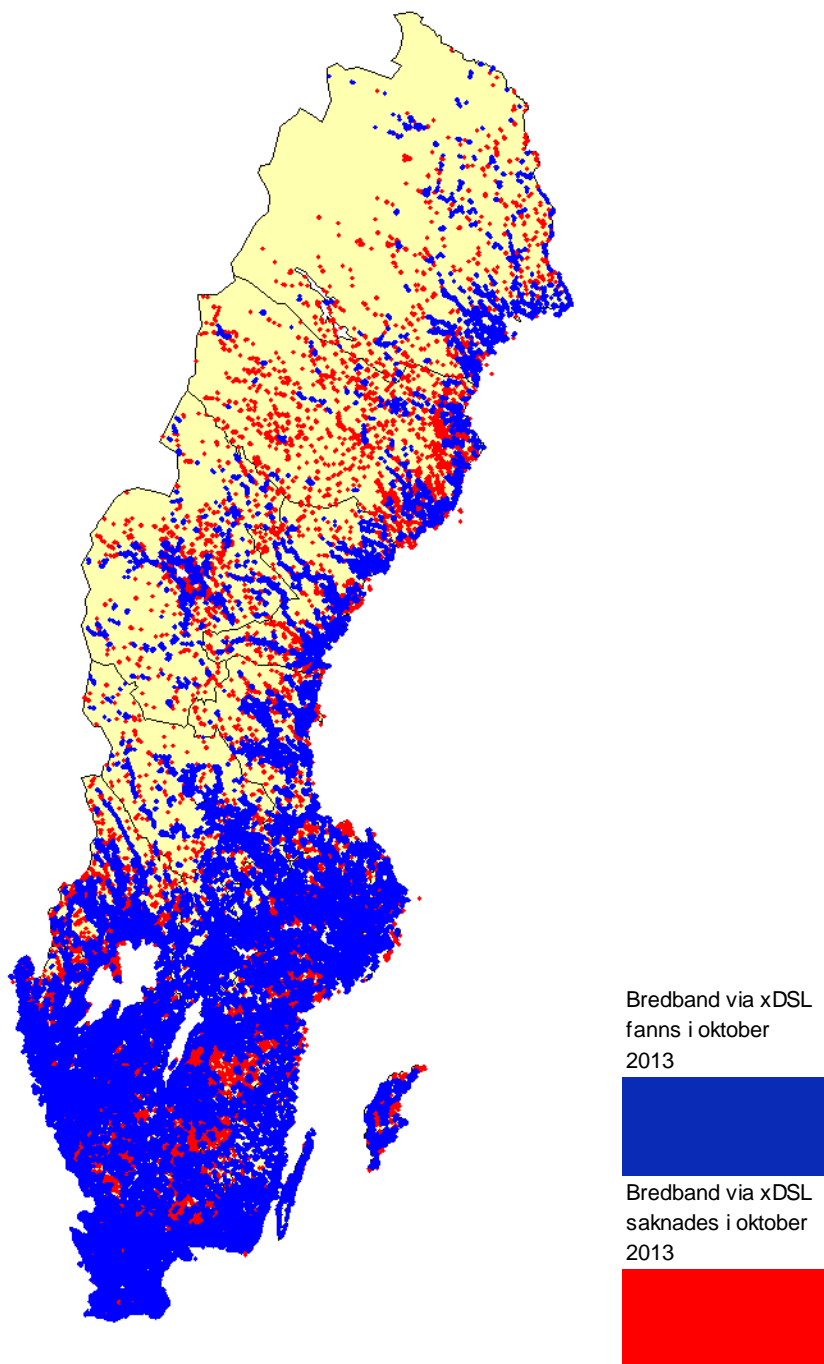 Bredband via xDSL
fanns i oktober
2013
Bredband via xDSL
saknades i oktober
2013